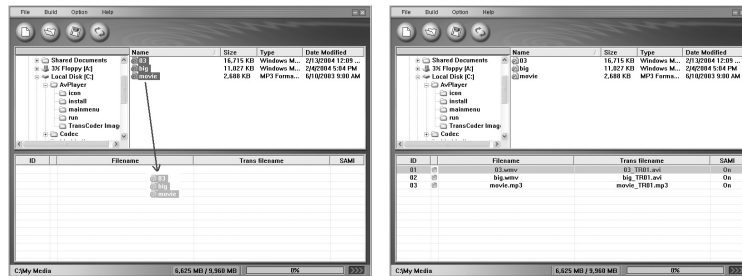 File Build Option Help
Name / Size Type Date Modified
Shared Documents
3½ Floppy (A:)
Local Disk (C:)
AvPlayer
icon
install
mainmenu
run
TransCoder Imag
Codec
03 16,715 KB Windows M... 2/13/2004 12:09 ...
big 11,027 KB Windows M... 2/4/2004 5:04 PM
movie 2,688 KB MP3 Forma... 6/10/2003 9:00 AM
ID Filename Trans filename SAMI
03
big
movie
C:\My Media 6,625 MB / 9,960 MB 0%
File Build Option Help
Name / Size Type Date Modified
Shared Documents
3½ Floppy (A:)
Local Disk (C:)
AvPlayer
icon
install
mainmenu
run
TransCoder Imag
Codec
03 16,715 KB Windows M... 2/13/2004 12:09 ...
big 11,027 KB Windows M... 2/4/2004 5:04 PM
movie 2,688 KB MP3 Forma... 6/10/2003 9:00 AM
ID Filename Trans filename SAMI
01 03.wmv 03_TR01.avi On
02 big.wmv big_TR01.avi On
03 movie.mp3 movie_TR01.mp3 On
C:\My Media 6,625 MB / 9,960 MB 0%